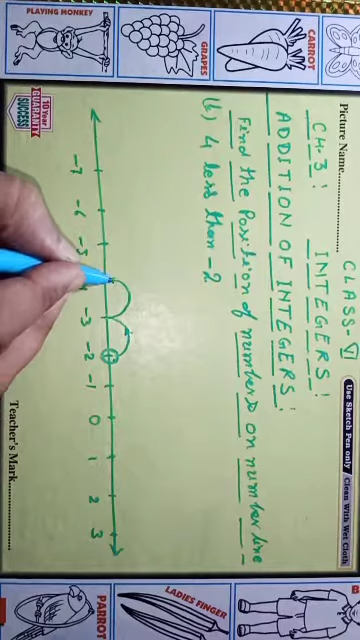 PLAYING MONKEY
GRAPES
CARROT
Picture Name
CLASS-VI
Use Sketch Pen only
Clean With Wet Cloth
CH-3: INTEGERS:
ADDITION OF INTEGERS:
Find the Position of numbers on number line
(b) 4 less than -2
10 Year
GUARANTY
SUCCESS
-7 -6 -5 -3 -2 -1 0 1 2 3
Teacher's Mark
PARROT
LADIES FINGER